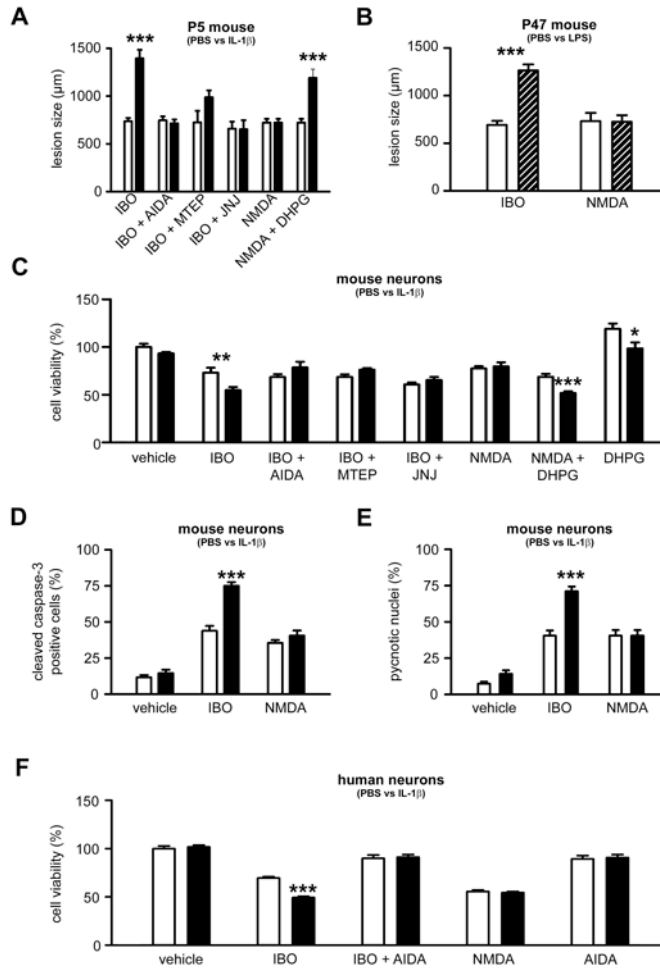 A
P5 mouse
(PBS vs IL-1β)
lesion size (µm)
1500
1000
500
0
***
***
IBO
IBO + AIDA
IBO + MTEP
IBO + JNJ
NMDA
NMDA + DHPG
B
P47 mouse
(PBS vs LPS)
lesion size (µm)
1500
1000
500
0
***
IBO
NMDA
C
mouse neurons
(PBS vs IL-1β)
cell viability (%)
150
100
50
0
**
***
*
vehicle
IBO
IBO +
AIDA
IBO +
MTEP
IBO +
JNJ
NMDA
NMDA +
DHPG
DHPG
D
mouse neurons
(PBS vs IL-1β)
cleaved caspase-3
positive cells (%)
100
75
50
25
0
***
vehicle
IBO
NMDA
E
mouse neurons
(PBS vs IL-1β)
pycnotic nuclei (%)
100
75
50
25
0
***
vehicle
IBO
NMDA
F
human neurons
(PBS vs IL-1β)
cell viability (%)
150
100
50
0
***
vehicle
IBO
IBO + AIDA
NMDA
AIDA